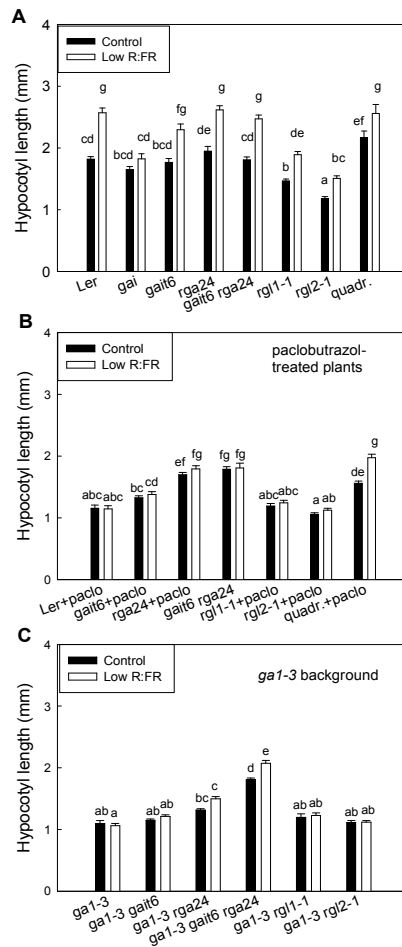 A
Hypocotyl length (mm)
4
3
2
1
0
Control
Low R:FR
cd g bcd cd bcd fg de g cd g b de a bc ef g
Ler gai gait6 rga24 gait6 rga24 rgl1-1 rgl2-1 quadr.
B
Hypocotyl length (mm)
4
3
2
1
0
Control
Low R:FR
paclobutrazol-
treated plants
abc abc bc cd ef fg fg fg abc abc a ab de g
Ler+paclo gait6+paclo rga24+paclo gait6 rga24 rgl1-1+paclo rgl2-1+paclo quadr.+paclo
C
Hypocotyl length (mm)
4
3
2
1
0
Control
Low R:FR
ga1-3 background
ab a ab ab bc c d e ab ab ab ab
ga1-3 ga1-3 gait6 ga1-3 rga24 ga1-3 gait6 rga24 ga1-3 rgl1-1 ga1-3 rgl2-1